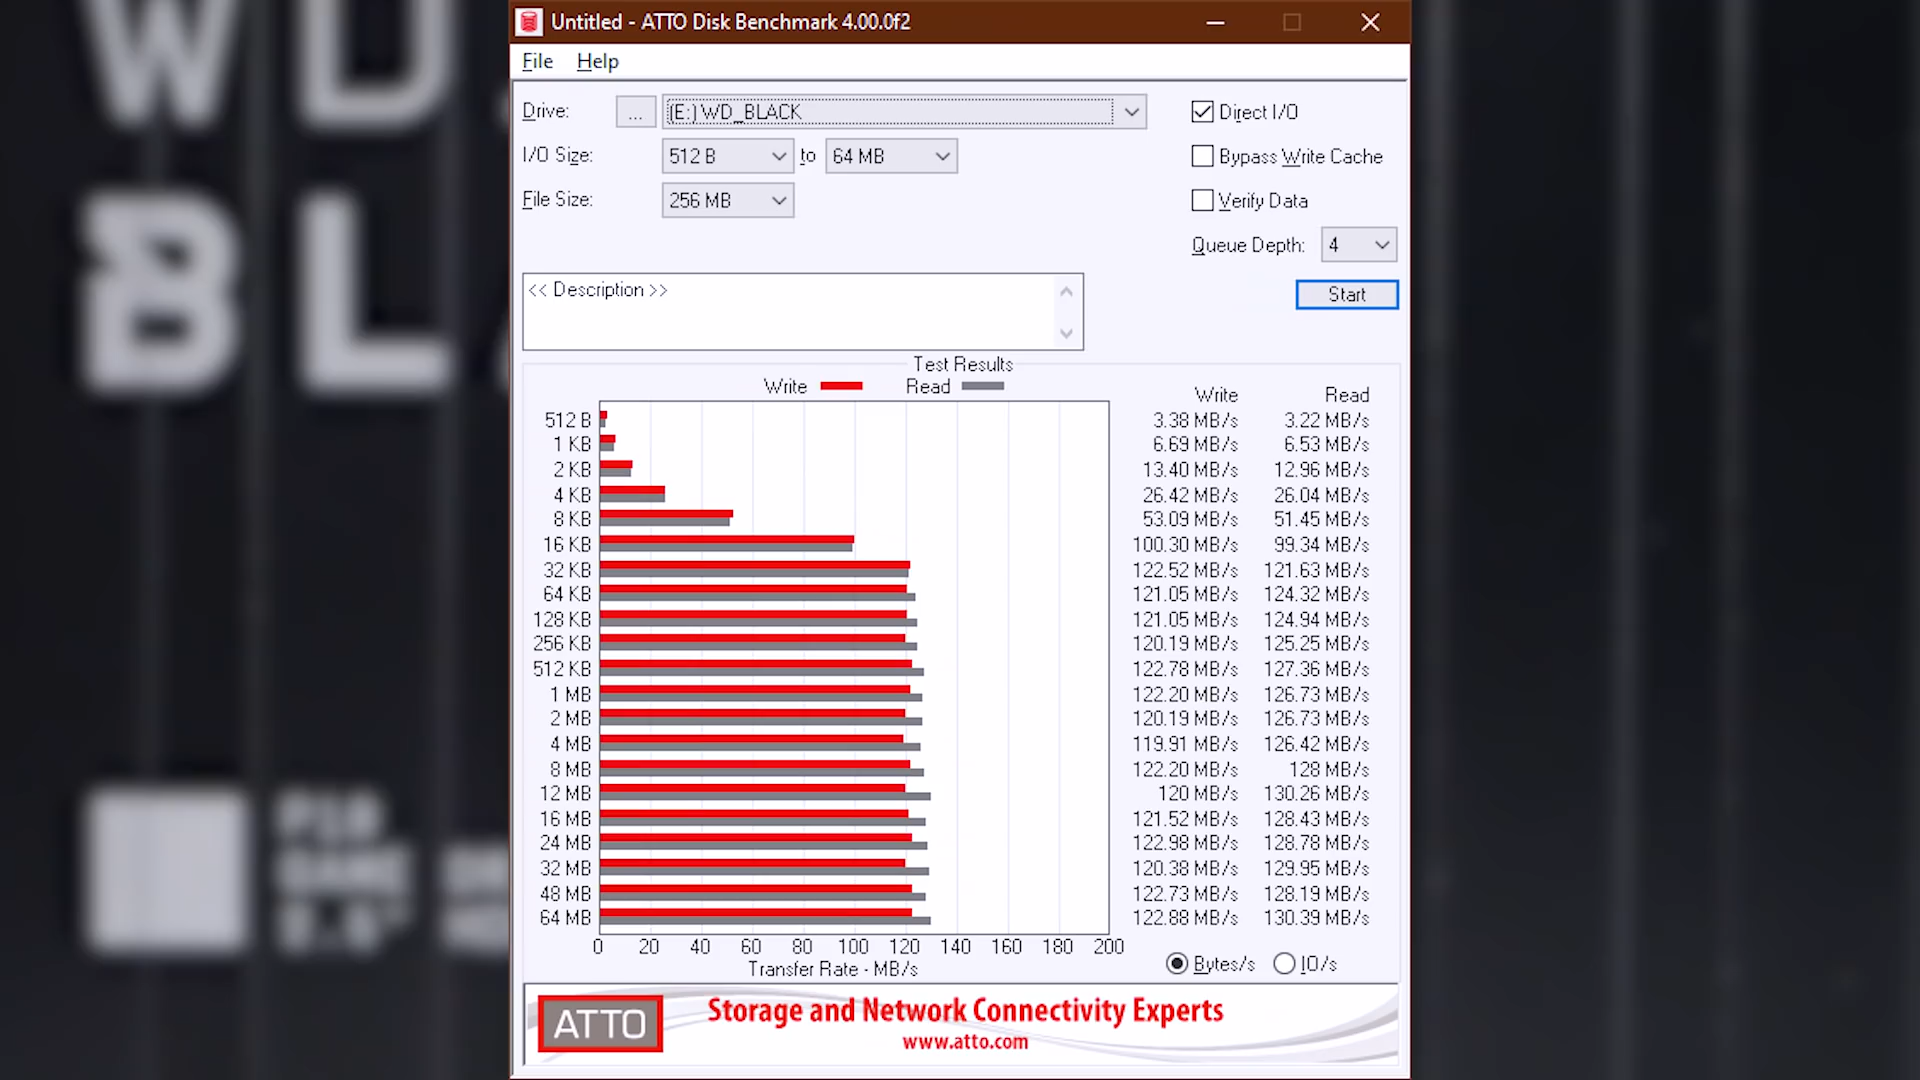 Untitled - ATTO Disk Benchmark 4.00.0f2
File Help
Drive: ... (E:) WD_BLACK
Direct I/O
I/O Size: 512 B to 64 MB
Bypass Write Cache
File Size: 256 MB
Verify Data
Queue Depth: 4
<< Description >>
Start
Test Results
Write Read
Write Read
512 B 3.38 MB/s 3.22 MB/s
1 KB 6.69 MB/s 6.53 MB/s
2 KB 13.40 MB/s 12.96 MB/s
4 KB 26.42 MB/s 26.04 MB/s
8 KB 53.09 MB/s 51.45 MB/s
16 KB 100.30 MB/s 99.34 MB/s
32 KB 122.52 MB/s 121.63 MB/s
64 KB 121.05 MB/s 124.32 MB/s
128 KB 121.05 MB/s 124.94 MB/s
256 KB 120.19 MB/s 125.25 MB/s
512 KB 122.78 MB/s 127.36 MB/s
1 MB 122.20 MB/s 126.73 MB/s
2 MB 120.19 MB/s 126.73 MB/s
4 MB 119.91 MB/s 126.42 MB/s
8 MB 122.20 MB/s 128 MB/s
12 MB 120 MB/s 130.26 MB/s
16 MB 121.52 MB/s 128.43 MB/s
24 MB 122.98 MB/s 128.78 MB/s
32 MB 120.38 MB/s 129.95 MB/s
48 MB 122.73 MB/s 128.19 MB/s
64 MB 122.88 MB/s 130.39 MB/s
0 20 40 60 80 100 120 140 160 180 200
Transfer Rate - MB/s
Bytes/s IO/s
ATTO
Storage and Network Connectivity Experts
www.atto.com
WD
BL
P10
GAME